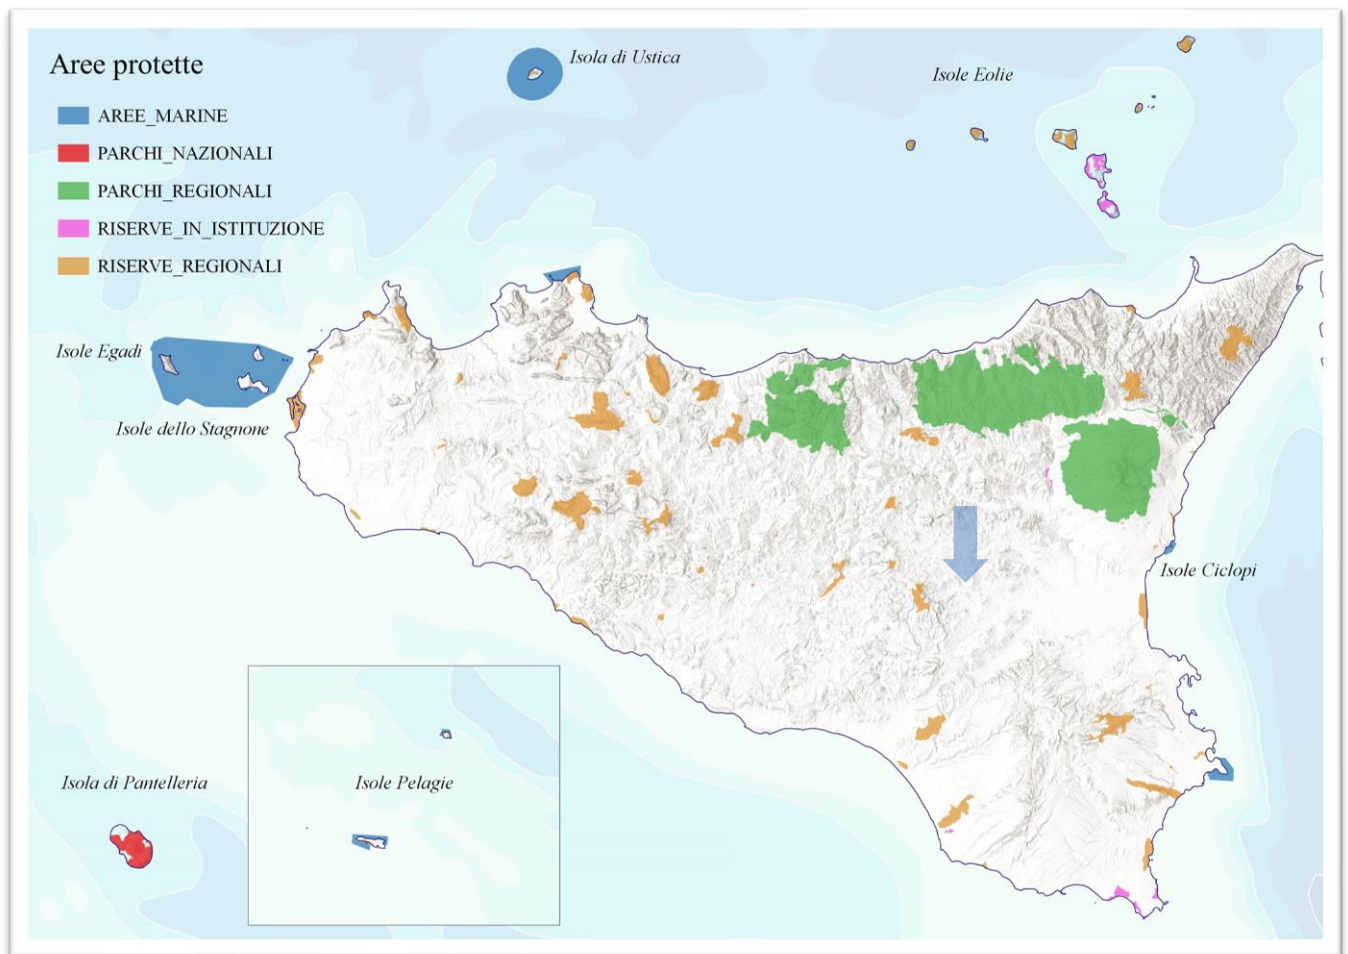 Aree protette
AREE_MARINE
PARCHI_NAZIONALI
PARCHI_REGIONALI
RISERVE_IN_ISTITUZIONE
RISERVE_REGIONALI
Isola di Ustica
Isole Eolie
Isole Egadi
Isole dello Stagnone
Isole Ciclopi
Isola di Pantelleria
Isole Pelagie